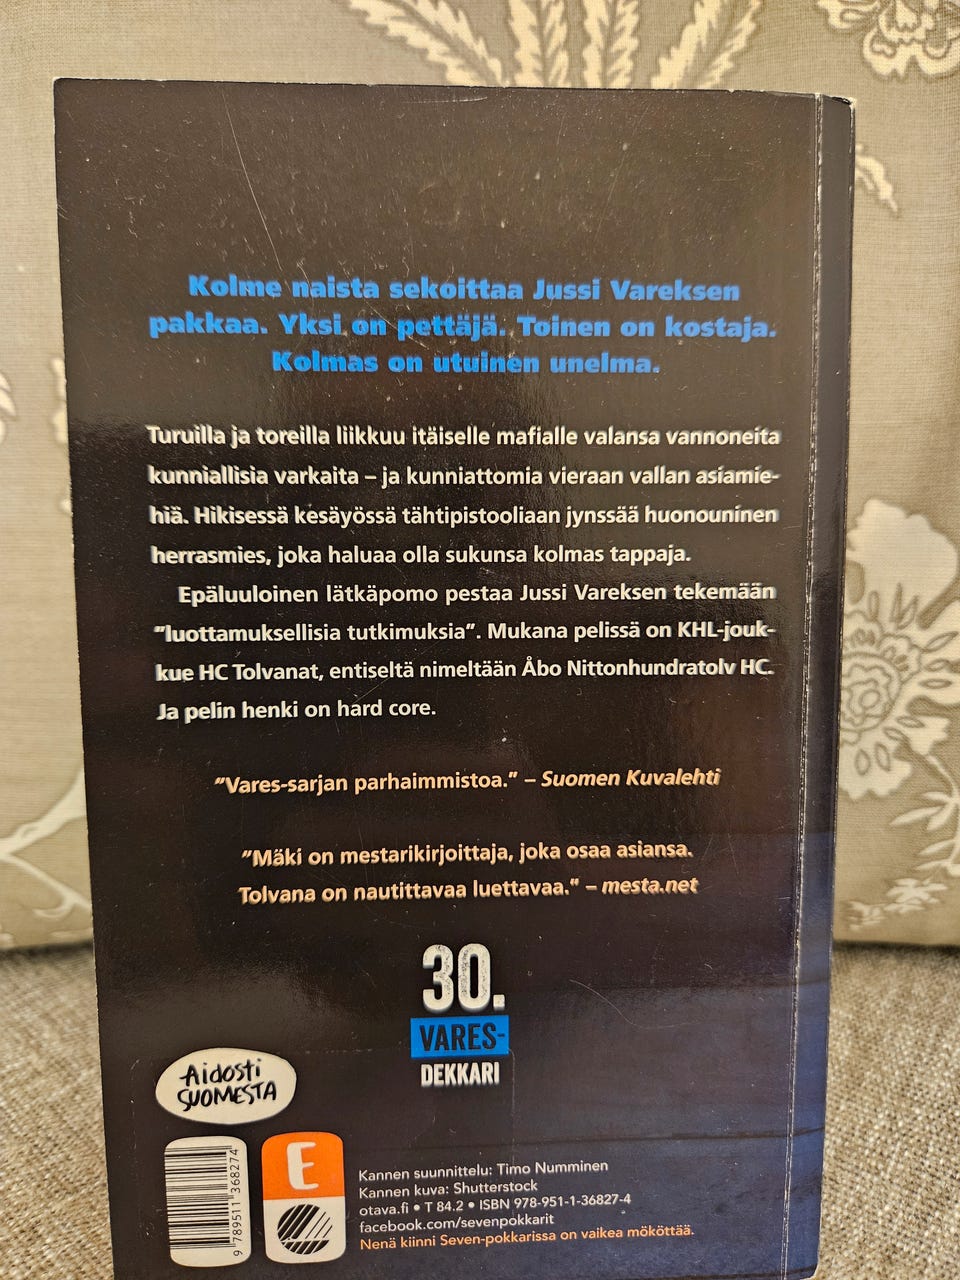 Kolme naista sekoittaa Jussi Vareksen
pakkaa. Yksi on pettäjä. Toinen on kostaja.
Kolmas on utuinen unelma.
Turuilla ja toreilla liikkuu itäiselle mafialle valansa vannoneita
kunniallisia varkaita – ja kunniattomia vieraan vallan asiamie-
hiä. Hikisessä kesäyössä tähtipistooliaan jynssää huonouninen
herrasmies, joka haluaa olla sukunsa kolmas tappaja.
Epäluuloinen lätkäpomo pestaa Jussi Vareksen tekemään
”luottamuksellisia tutkimuksia”. Mukana pelissä on KHL-jouk-
kue HC Tolvanat, entiseltä nimeltään Åbo Nittonhundratolv HC.
Ja pelin henki on hard core.
”Vares-sarjan parhaimmistoa.” – Suomen Kuvalehti
”Mäki on mestarikirjoittaja, joka osaa asiansa.
Tolvana on nautittavaa luettavaa.” – mesta.net
30.
VARES-
DEKKARI
Aidosti
SUOMESTA
9 789511 368274
E
Kannen suunnittelu: Timo Numminen
Kannen kuva: Shutterstock
otava.fi • T 84.2 • ISBN 978-951-1-36827-4
facebook.com/sevenpokkarit
Nenä kiinni Seven-pokkarissa on vaikea mököttää.